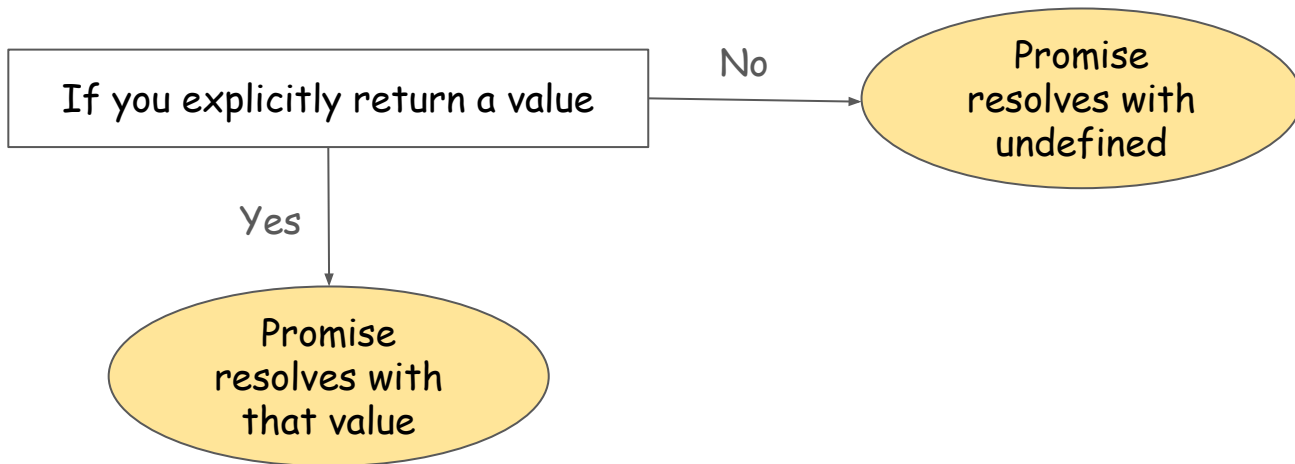 If you explicitly return a value
No
Promise
resolves with
undefined
Yes
Promise
resolves with
that value